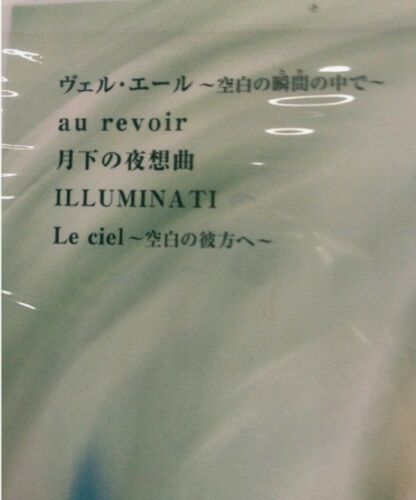 ヴェル・エール～空白の瞬間の中で～
au revoir
月下の夜想曲
ILLUMINATI
Le ciel～空白の彼方へ～